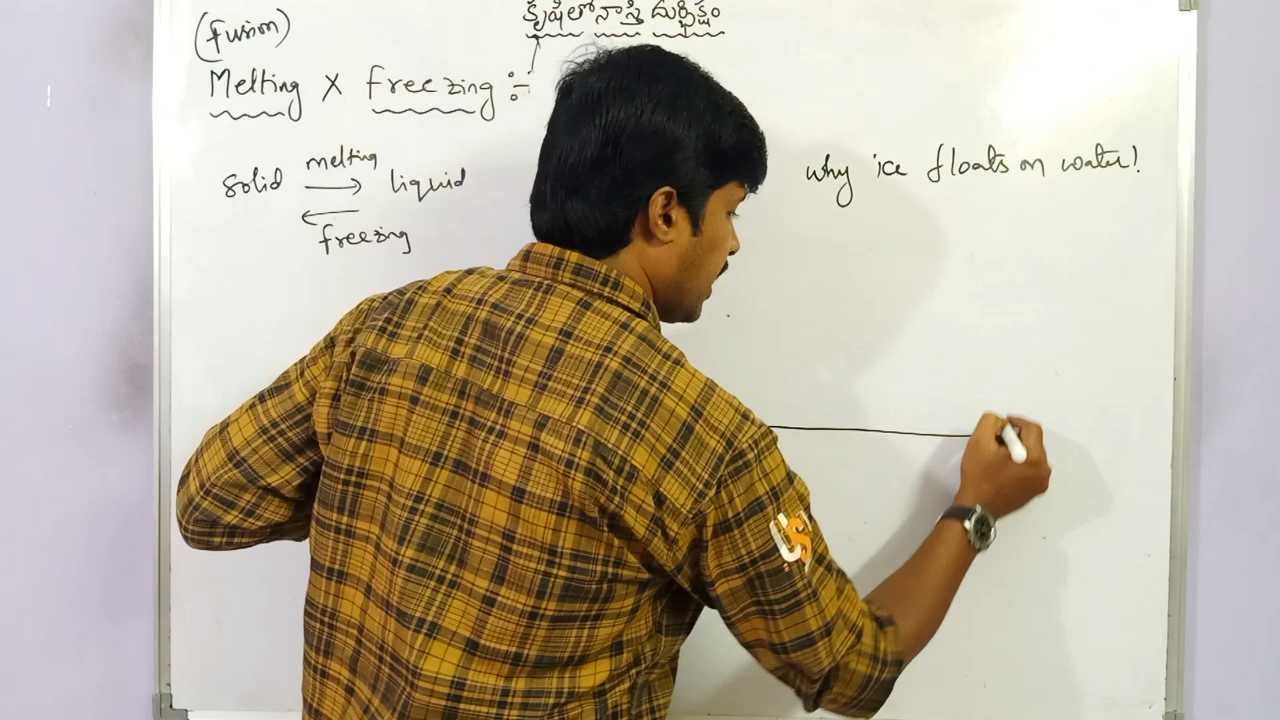 (Fusion)
కృషితో నాస్తి దుర్భిక్షం
Melting X freezing :-
melting
solid → liquid
←
freezing
why ice floats on water!